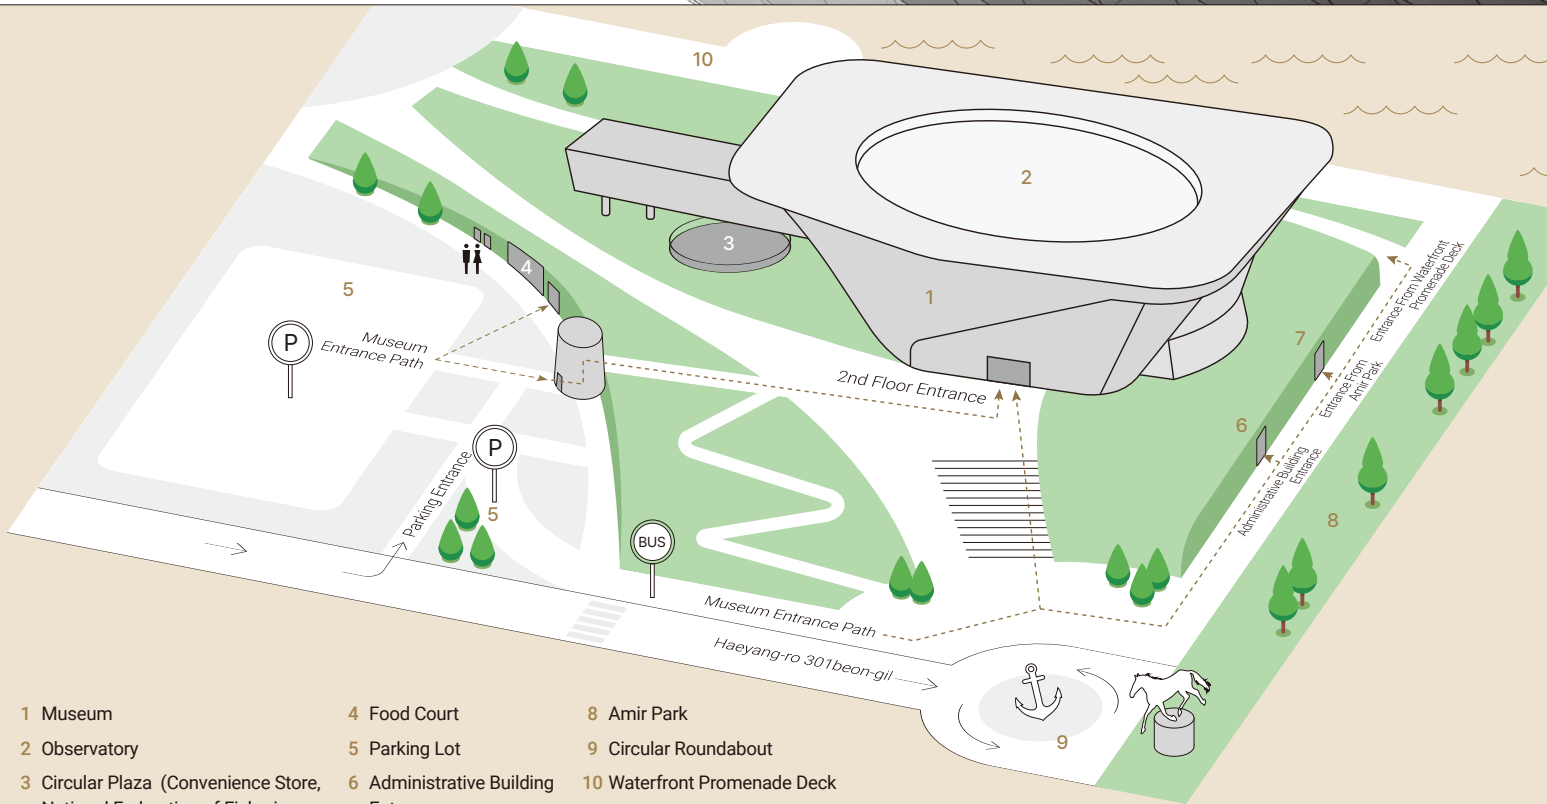 10
2
3
4
1
5
P
Museum
Entrance Path
2nd Floor Entrance
Entrance From Waterfront
Promenade Deck
7
Entrance From
Amir Park
6
Administrative Building
Entrance
8
P
Parking Entrance
5
BUS
Museum Entrance Path
Haeyang-ro 301beon-gil
9
1 Museum
2 Observatory
3 Circular Plaza (Convenience Store,
4 Food Court
5 Parking Lot
6 Administrative Building
8 Amir Park
9 Circular Roundabout
10 Waterfront Promenade Deck